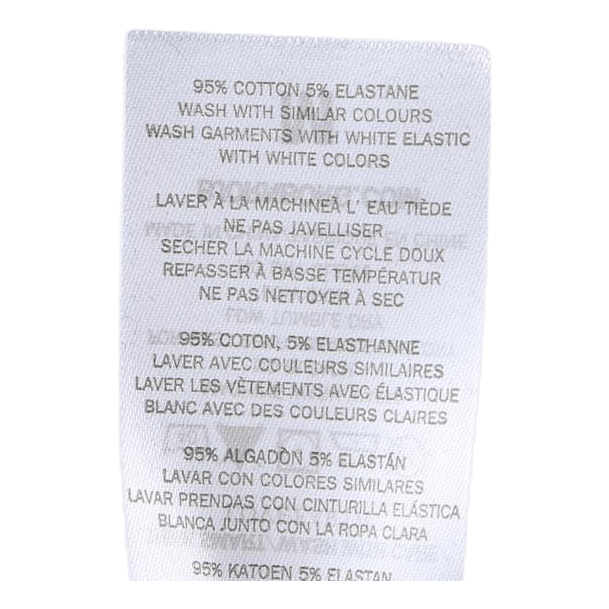 95% COTTON 5% ELASTANE
WASH WITH SIMILAR COLOURS
WASH GARMENTS WITH WHITE ELASTIC
WITH WHITE COLORS
LAVER À LA MACHINEÀ L' EAU TIÈDE
NE PAS JAVELLISER
SECHER LA MACHINE CYCLE DOUX
REPASSER À BASSE TEMPÉRATUR
NE PAS NETTOYER À SEC
95% COTON, 5% ELASTHANNE
LAVER AVEC COULEURS SIMILAIRES
LAVER LES VÈTEMENTS AVEC ÉLASTIQUE
BLANC AVEC DES COULEURS CLAIRES
95% ALGADÒN 5% ELASTÁN
LAVAR CON COLORES SIMILARES
LAVAR PRENDAS CON CINTURILLA ELÁSTICA
BLANCA JUNTO CON LA ROPA CLARA
95% KATOEN 5% ELASTAN